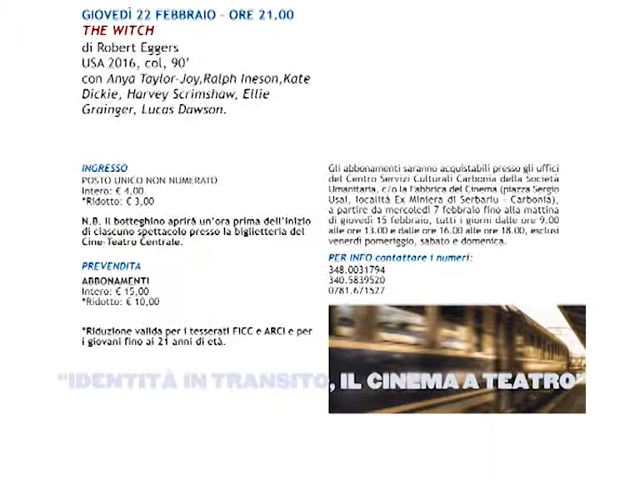 GIOVEDÌ 22 FEBBRAIO - ORE 21.00
THE WITCH
di Robert Eggers
USA 2016, col, 90’
con Anya Taylor-Joy,Ralph Ineson,Kate
Dickie, Harvey Scrimshaw, Ellie
Grainger, Lucas Dawson.
INGRESSO
POSTO UNICO NON NUMERATO
Intero: € 4,00
*Ridotto: € 3,00
N.B. Il botteghino aprirà un’ora prima dell’inizio
di ciascuno spettacolo presso la biglietteria del
Cine-Teatro Centrale.
PREVENDITA
ABBONAMENTI
Intero: € 15,00
*Ridotto: € 10,00
*Riduzione valida per i tesserati FICC e ARCI e per
i giovani fino ai 21 anni di età.
Gli abbonamenti saranno acquistabili presso gli uffici
del Centro Servizi Culturali Carbonia della Società
Umanitaria, c/o la Fabbrica del Cinema (piazza Sergio
Usai, località Ex Miniera di Serbariu - Carbonia),
a partire da mercoledì 7 febbraio fino alla mattina
di giovedì 15 febbraio, tutti i giorni dalle ore 9.00
alle ore 13.00 e dalle ore 16.00 alle ore 18.00, esclusi
venerdì pomeriggio, sabato e domenica.
PER INFO contattare i numeri:
348.0031794
340.5839520
0781.671527
“IDENTITÀ IN TRANSITO, IL CINEMA A TEATRO”